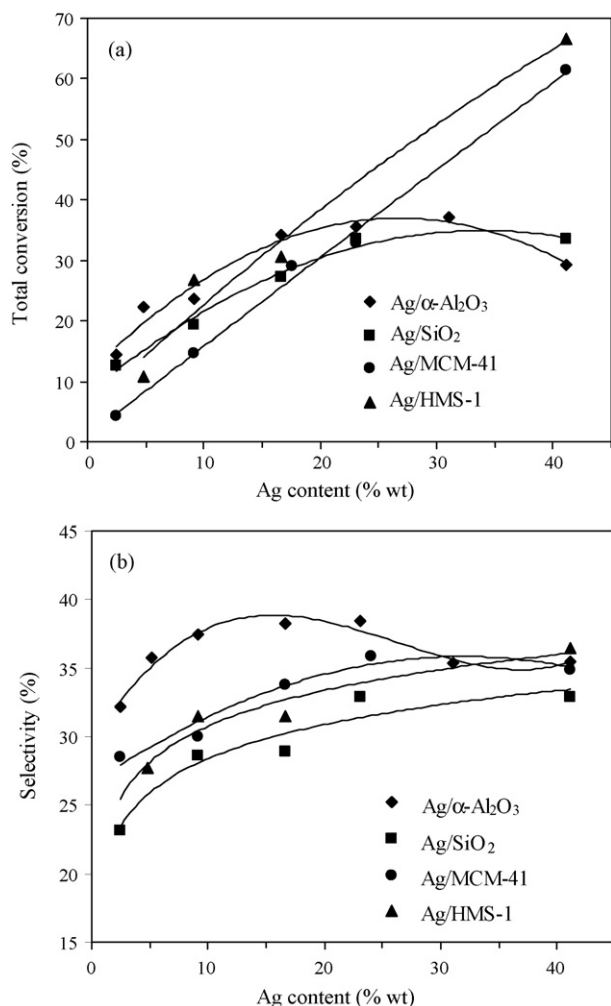 (a)
70
60
50
40
30
20
10
0
Total conversion (%)
Ag/α-Al₂O₃
Ag/SiO₂
Ag/MCM-41
Ag/HMS-1
0 10 20 30 40
Ag content (% wt)
(b)
45
40
35
30
25
20
15
Selectivity (%)
Ag/α-Al₂O₃
Ag/SiO₂
Ag/MCM-41
Ag/HMS-1
0 10 20 30 40
Ag content (% wt)